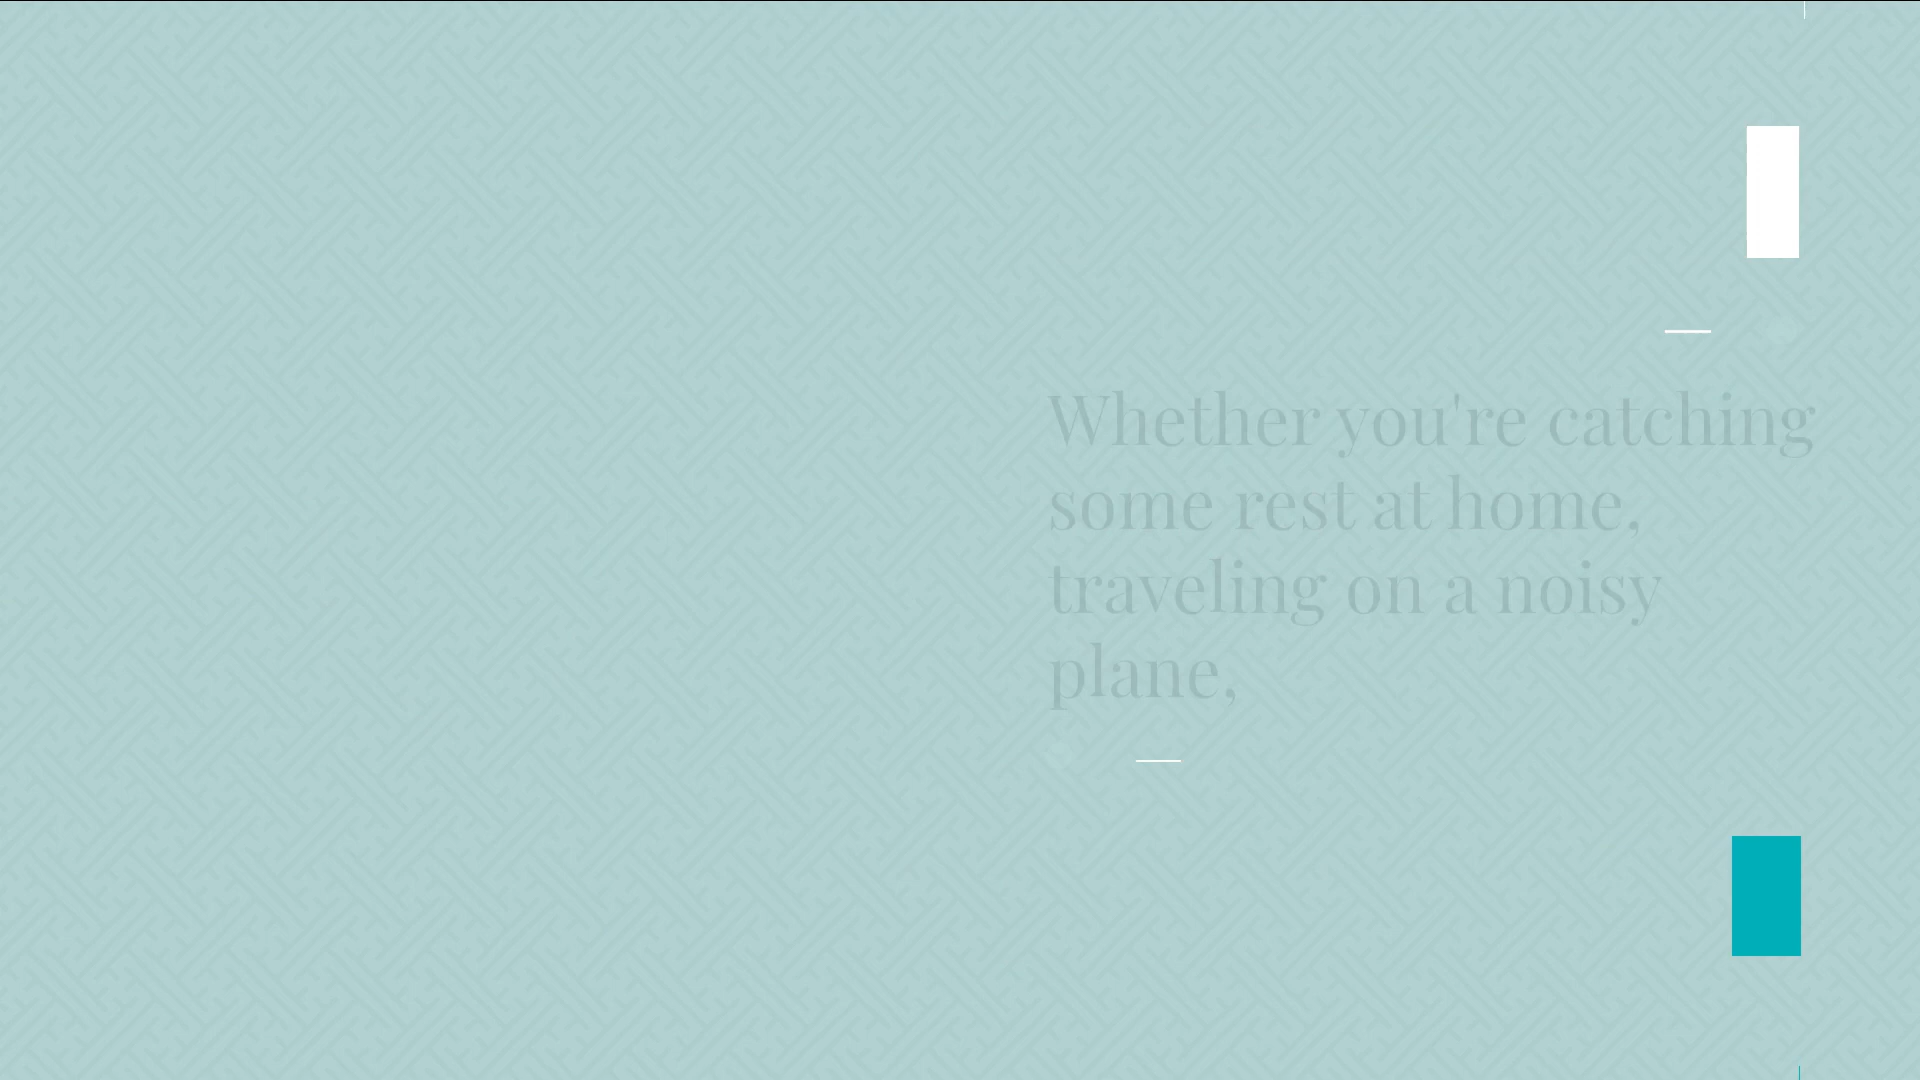 Whether you're catching
some rest at home,
traveling on a noisy
plane,